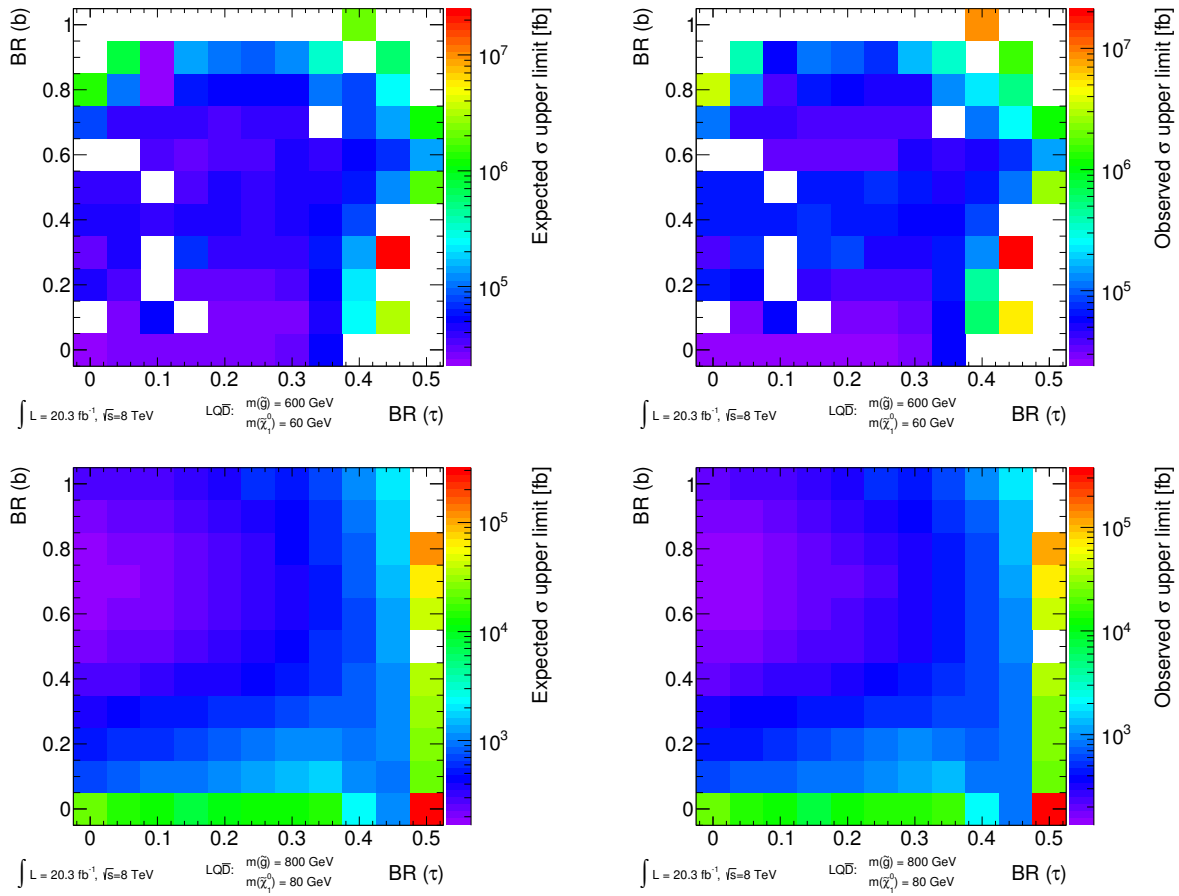 BR (b)
1
0.8
0.6
0.4
0.2
0
0 0.1 0.2 0.3 0.4 0.5
BR (τ)
10⁷
10⁶
10⁵
Expected σ upper limit [fb]
∫ L = 20.3 fb⁻¹, √s=8 TeV
LQD̅: m(g̃) = 600 GeV
m(χ̃₁⁰) = 60 GeV
BR (b)
1
0.8
0.6
0.4
0.2
0
0 0.1 0.2 0.3 0.4 0.5
BR (τ)
10⁷
10⁶
10⁵
Observed σ upper limit [fb]
∫ L = 20.3 fb⁻¹, √s=8 TeV
LQD̅: m(g̃) = 600 GeV
m(χ̃₁⁰) = 60 GeV
BR (b)
1
0.8
0.6
0.4
0.2
0
0 0.1 0.2 0.3 0.4 0.5
BR (τ)
10⁵
10⁴
10³
Expected σ upper limit [fb]
∫ L = 20.3 fb⁻¹, √s=8 TeV
LQD̅: m(g̃) = 800 GeV
m(χ̃₁⁰) = 80 GeV
BR (b)
1
0.8
0.6
0.4
0.2
0
0 0.1 0.2 0.3 0.4 0.5
BR (τ)
10⁵
10⁴
10³
Observed σ upper limit [fb]
∫ L = 20.3 fb⁻¹, √s=8 TeV
LQD̅: m(g̃) = 800 GeV
m(χ̃₁⁰) = 80 GeV